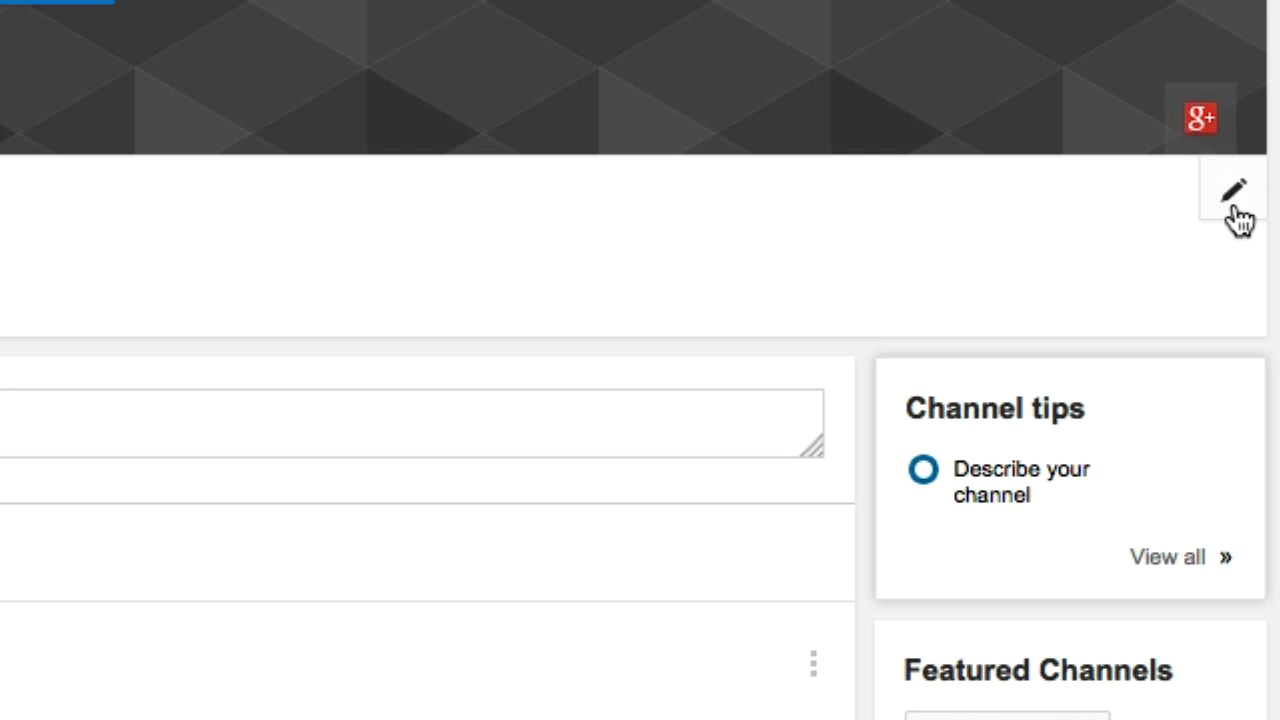 g+
Channel tips
Describe your
channel
View all »
Featured Channels